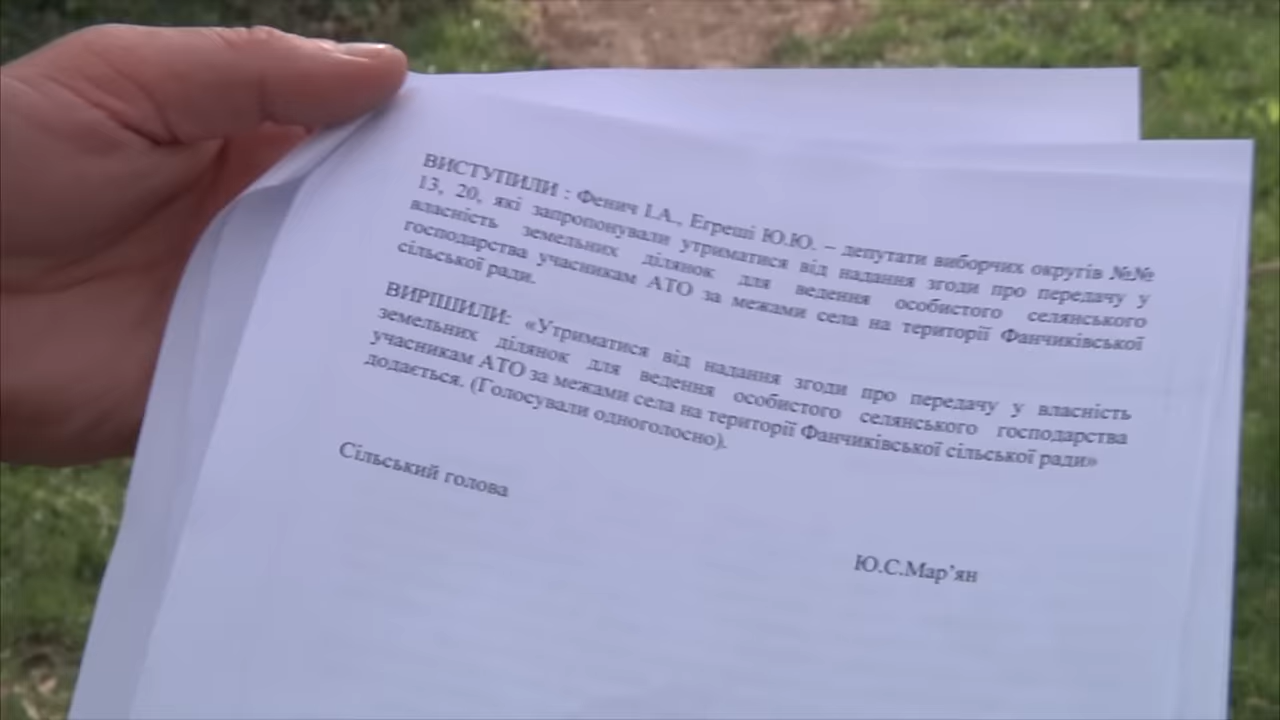 ВИСТУПИЛИ : Фенич І.А., Егреші Ю.Ю. – депутати виборчих округів №№
13, 20, які запропонували утриматися від надання згоди про передачу у
власність земельних ділянок для ведення особистого селянського
господарства учасникам АТО за межами села на території Фанчиківської
сільської ради.
ВИРІШИЛИ: «Утриматися від надання згоди про передачу у власність
земельних ділянок для ведення особистого селянського господарства
учасникам АТО за межами села на території Фанчиківської сільської ради»
додається. (Голосували одноголосно).
Сільський голова
Ю.С.Мар’ян